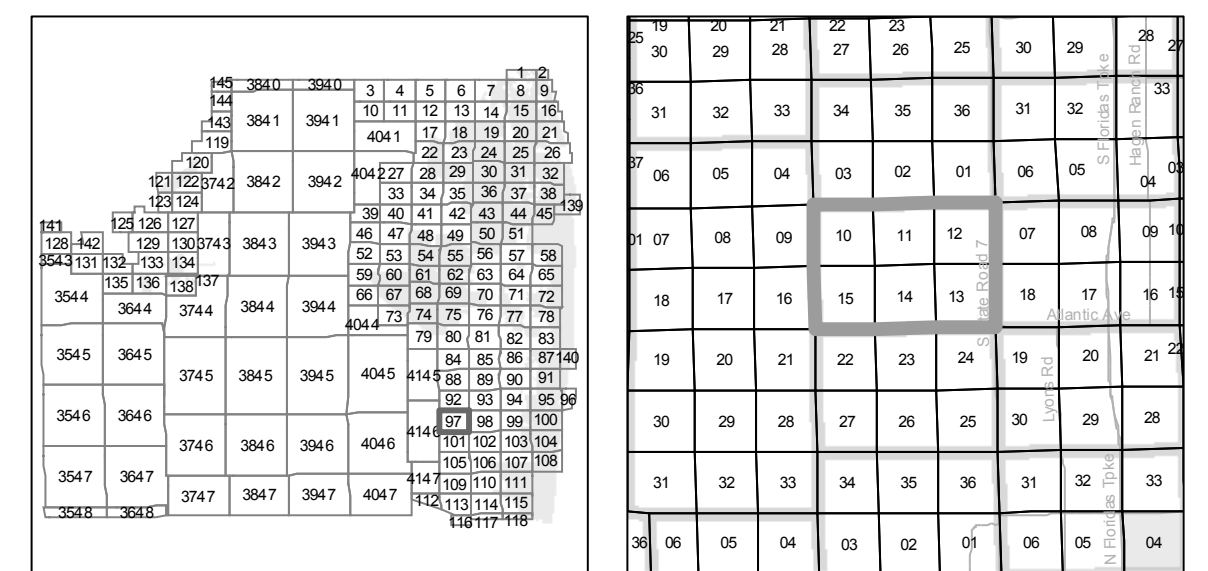 1 2
145 3840 3940 3 4 5 6 7 8 9
144 3841 3941 10 11 12 13 14 15 16
143 4041 17 18 19 20 21
119 22 23 24 25 26
120 4042 27 28 29 30 31 32
121 122 3742 3842 3942 33 34 35 36 37 38
123 124 139
141 125 126 127 39 40 41 42 43 44 45
128 142 129 130 3743 3843 3943 46 47 48 49 50 51
3543 131 132 133 134 52 53 54 55 56 57 58
135 136 138 137 59 60 61 62 63 64 65
3544 3644 3744 3844 3944 66 67 68 69 70 71 72
4044 73 74 75 76 77 78
79 80 81 82 83
3545 3645 3745 3845 3945 4045 4145 84 85 86 87 140
88 89 90 91
92 93 94 95 96
3546 3646 3746 3846 3946 4046 4146 97 98 99 100
101 102 103 104
105 106 107 108
3547 3647 3747 3847 3947 4047 4147 109 110 111
3548 3648 112 113 114 115
116 117 118
19 20 21 22 23 28
25 30 29 28 27 26 25 30 29 27
36 31 32 33 34 35 36 31 32 33
37 06 05 04 03 02 01 06 05 04 03
01 07 08 09 10 11 12 07 08 09 10
18 17 16 15 14 13 18 17 16 15
19 20 21 22 23 24 19 20 21 22
30 29 28 27 26 25 30 29 28
31 32 33 34 35 36 31 32 33
36 06 05 04 03 02 01 06 05 04
S Floridas Tpke
Hagen Ranch Rd
S State Road 7
Atlantic Ave
Lyons Rd
N Floridas Tpke